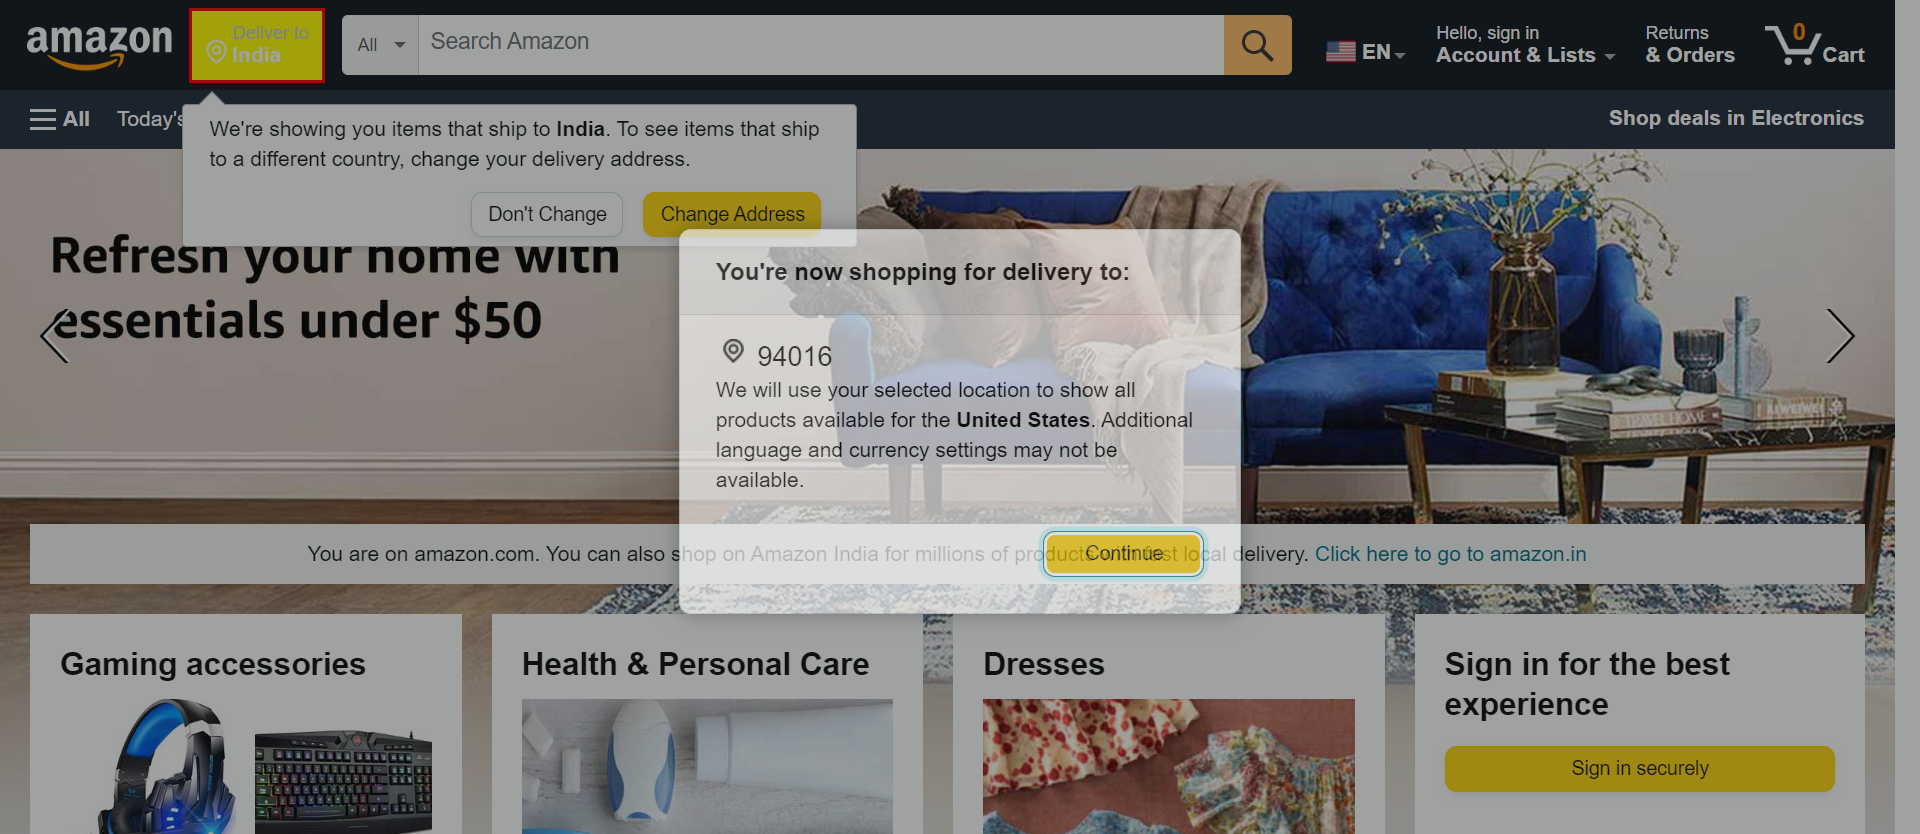 amazon
Deliver to
India
All
Search Amazon
EN
Hello, sign in
Account & Lists
Returns
& Orders
0
Cart
All
Today's
Shop deals in Electronics
We're showing you items that ship to India. To see items that ship
to a different country, change your delivery address.
Don't Change
Change Address
Refresh your home with
essentials under $50
You're now shopping for delivery to:
94016
We will use your selected location to show all
products available for the United States. Additional
language and currency settings may not be
available.
Continue
You are on amazon.com. You can also shop on Amazon India for millions of products with fast local delivery. Click here to go to amazon.in
Gaming accessories
Health & Personal Care
Dresses
Sign in for the best
experience
Sign in securely